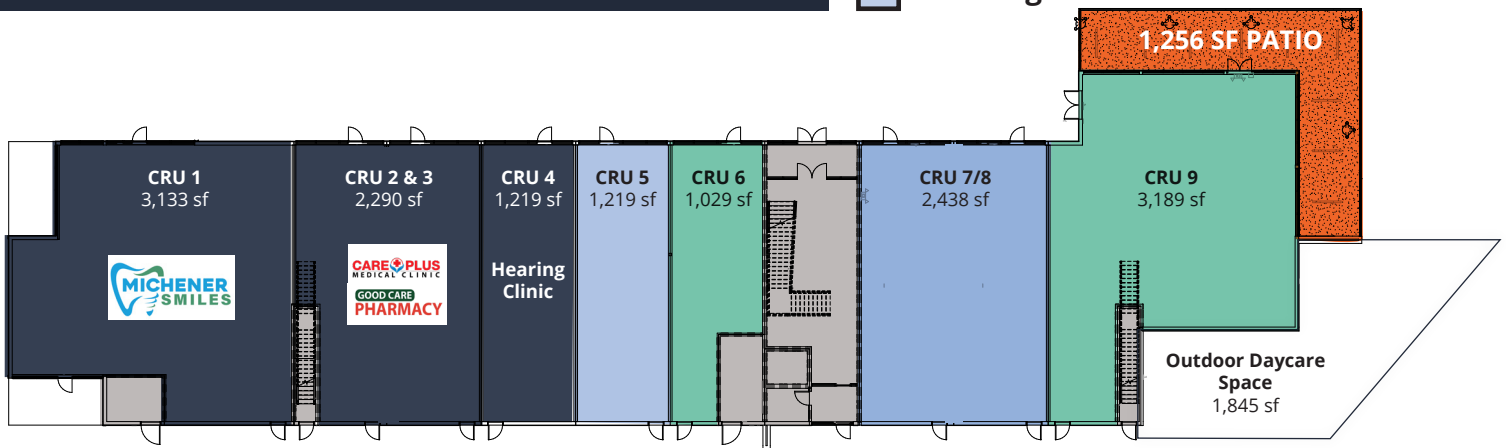 1,256 SF PATIO
CRU 1
3,133 sf
CRU 2 & 3
2,290 sf
CRU 4
1,219 sf
CRU 5
1,219 sf
CRU 6
1,029 sf
CRU 7/8
2,438 sf
CRU 9
3,189 sf
MICHENER
SMILES
CARE PLUS
MEDICAL CLINIC
GOOD CARE
PHARMACY
Hearing
Clinic
Outdoor Daycare
Space
1,845 sf